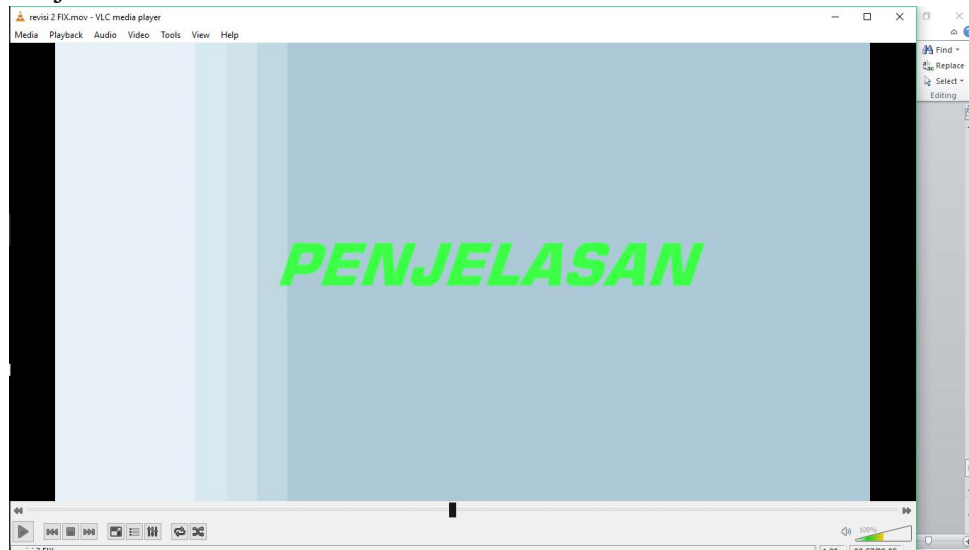 revisi 2 FIX.mov - VLC media player
Media Playback Audio Video Tools View Help
Find
Replace
Select
Editing
PENJELASAN
100%